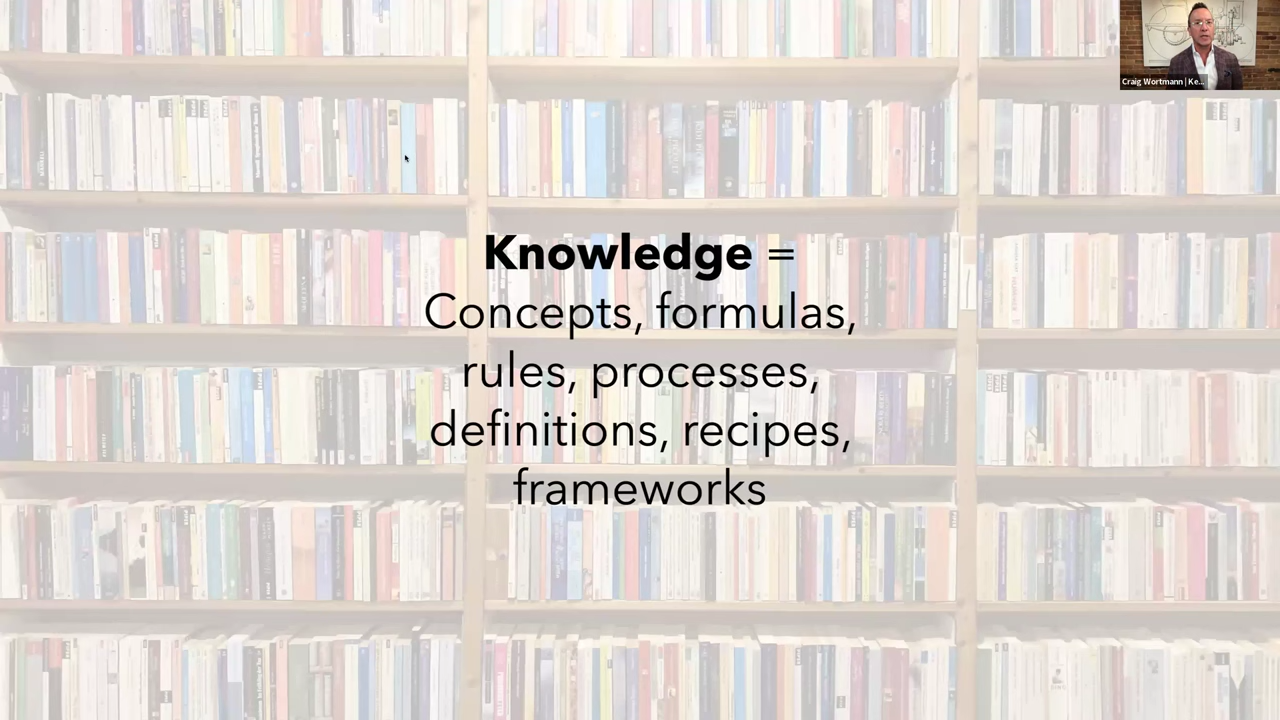 Craig Wortmann | Ke...
Knowledge =
Concepts, formulas,
rules, processes,
definitions, recipes,
frameworks